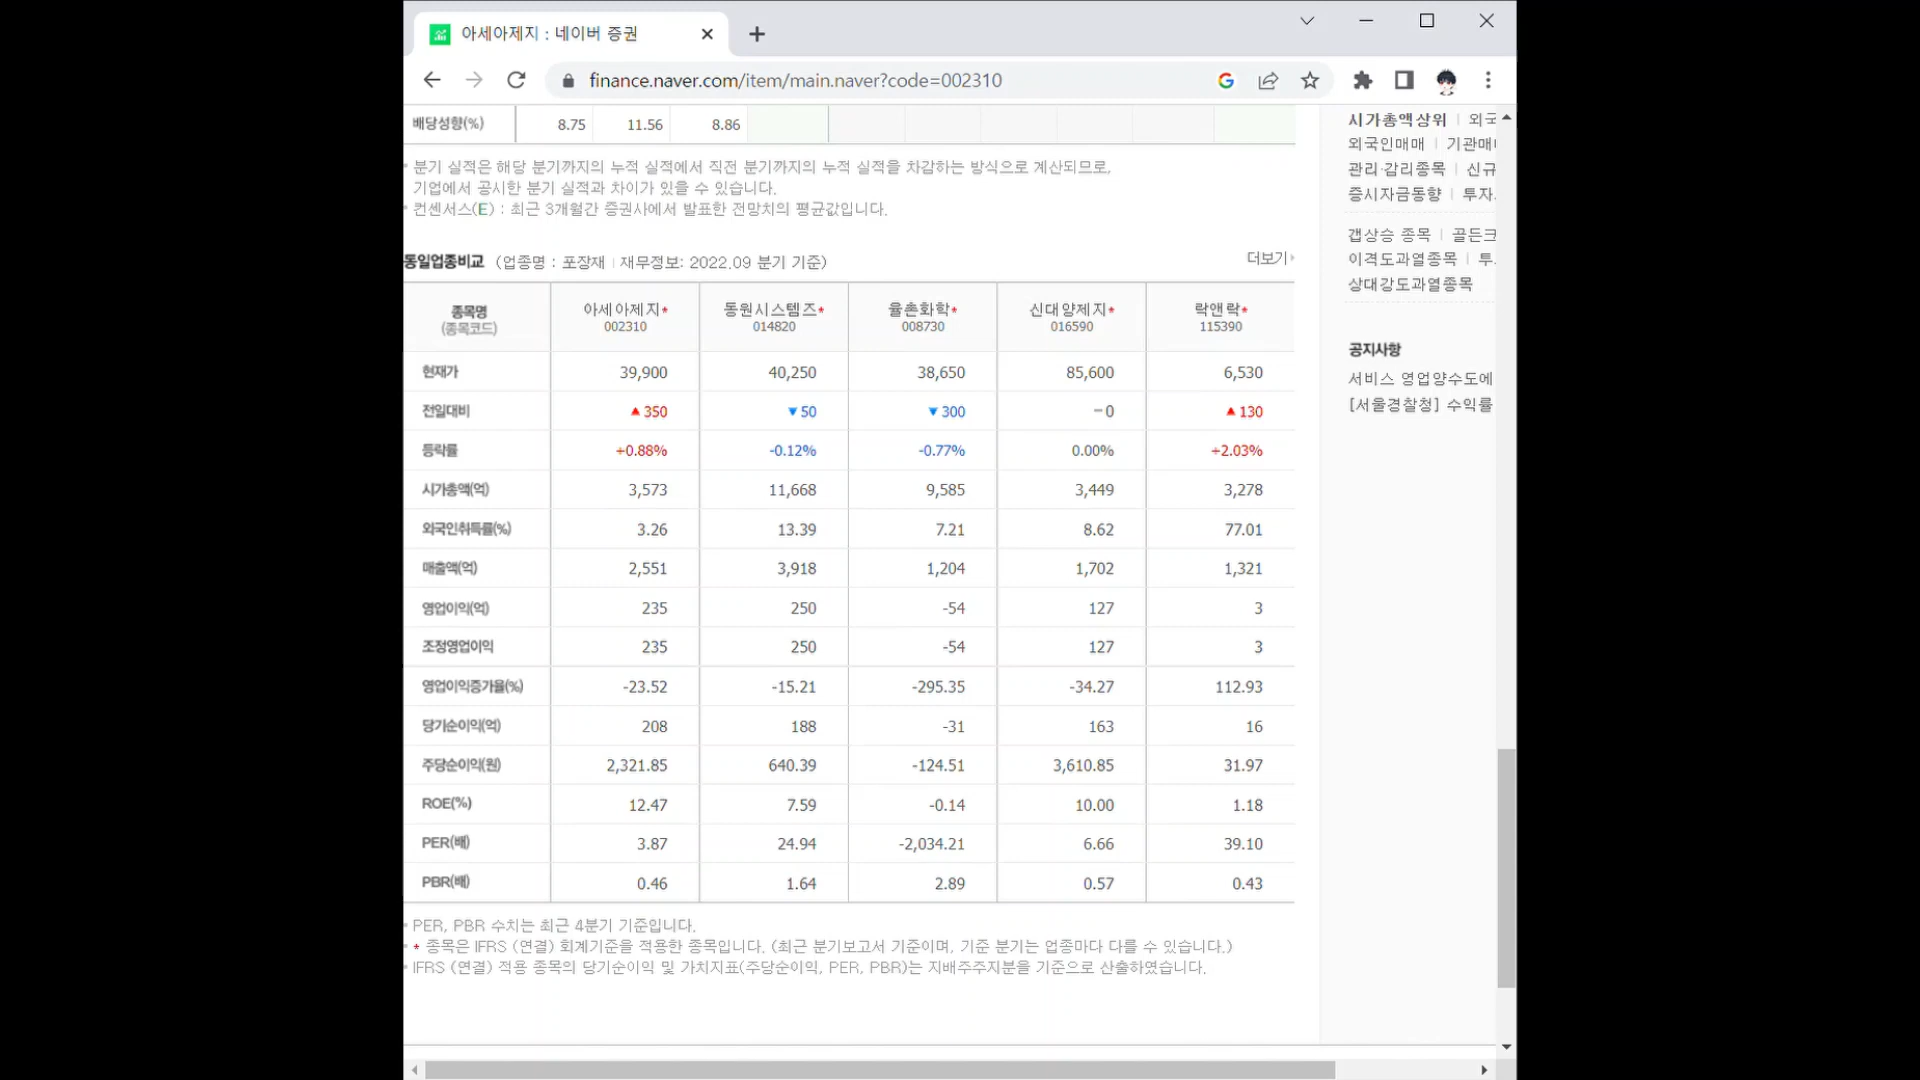 아세아제지 : 네이버 증권
finance.naver.com/item/main.naver?code=002310
배당성향(%) 8.75 11.56 8.86
분기 실적은 해당 분기까지의 누적 실적에서 직전 분기까지의 누적 실적을 차감하는 방식으로 계산되므로,
기업에서 공시한 분기 실적과 차이가 있을 수 있습니다.
컨센서스(E) : 최근 3개월간 증권사에서 발표한 전망치의 평균값입니다.
동일업종비교 (업종명 : 포장재 | 재무정보: 2022.09 분기 기준) 더보기
종목명 아세아제지* 동원시스템즈* 율촌화학* 신대양제지* 락앤락*
(종목코드) 002310 014820 008730 016590 115390
현재가 39,900 40,250 38,650 85,600 6,530
전일대비 ▲350 ▼50 ▼300 −0 ▲130
등락률 +0.88% -0.12% -0.77% 0.00% +2.03%
시가총액(억) 3,573 11,668 9,585 3,449 3,278
외국인취득률(%) 3.26 13.39 7.21 8.62 77.01
매출액(억) 2,551 3,918 1,204 1,702 1,321
영업이익(억) 235 250 -54 127 3
조정영업이익 235 250 -54 127 3
영업이익증가율(%) -23.52 -15.21 -295.35 -34.27 112.93
당기순이익(억) 208 188 -31 163 16
주당순이익(원) 2,321.85 640.39 -124.51 3,610.85 31.97
ROE(%) 12.47 7.59 -0.14 10.00 1.18
PER(배) 3.87 24.94 -2,034.21 6.66 39.10
PBR(배) 0.46 1.64 2.89 0.57 0.43
PER, PBR 수치는 최근 4분기 기준입니다.
* 종목은 IFRS (연결) 회계기준을 적용한 종목입니다. (최근 분기보고서 기준이며, 기준 분기는 업종마다 다를 수 있습니다.)
IFRS (연결) 적용 종목의 당기순이익 및 가치지표(주당순이익, PER, PBR)는 지배주주지분을 기준으로 산출하였습니다.
시가총액상위 | 외국
외국인매매 | 기관매
관리·감리종목 | 신규
증시자금동향 | 투자
갭상승 종목 | 골든크
이격도과열종목 | 투
상대강도과열종목
공지사항
서비스 영업양수도에
[서울경찰청] 수익률